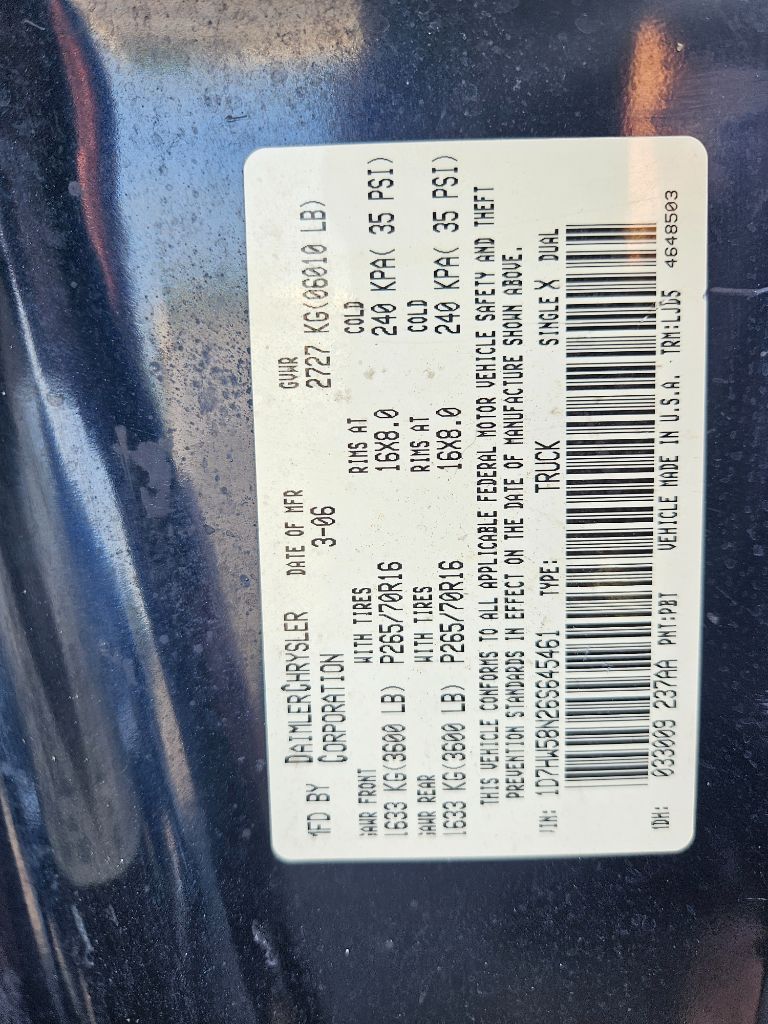 MFD BY DAIMLERCHRYSLER CORPORATION DATE OF MFR 3-06 GVWR 2727 KG(06010 LB)
GAWR FRONT WITH TIRES RIMS AT COLD
1633 KG(3600 LB) P265/70R16 16X8.0 240 KPA( 35 PSI)
GAWR REAR WITH TIRES RIMS AT COLD
1633 KG(3600 LB) P265/70R16 16X8.0 240 KPA( 35 PSI)
THIS VEHICLE CONFORMS TO ALL APPLICABLE FEDERAL MOTOR VEHICLE SAFETY AND THEFT
PREVENTION STANDARDS IN EFFECT ON THE DATE OF MANUFACTURE SHOWN ABOVE.
VIN: 1D7HW58N26S645461 TYPE: TRUCK SINGLE X DUAL
MDH: 033009 237AA PNT:PBT VEHICLE MADE IN U.S.A. TRM:LJD5 4648503